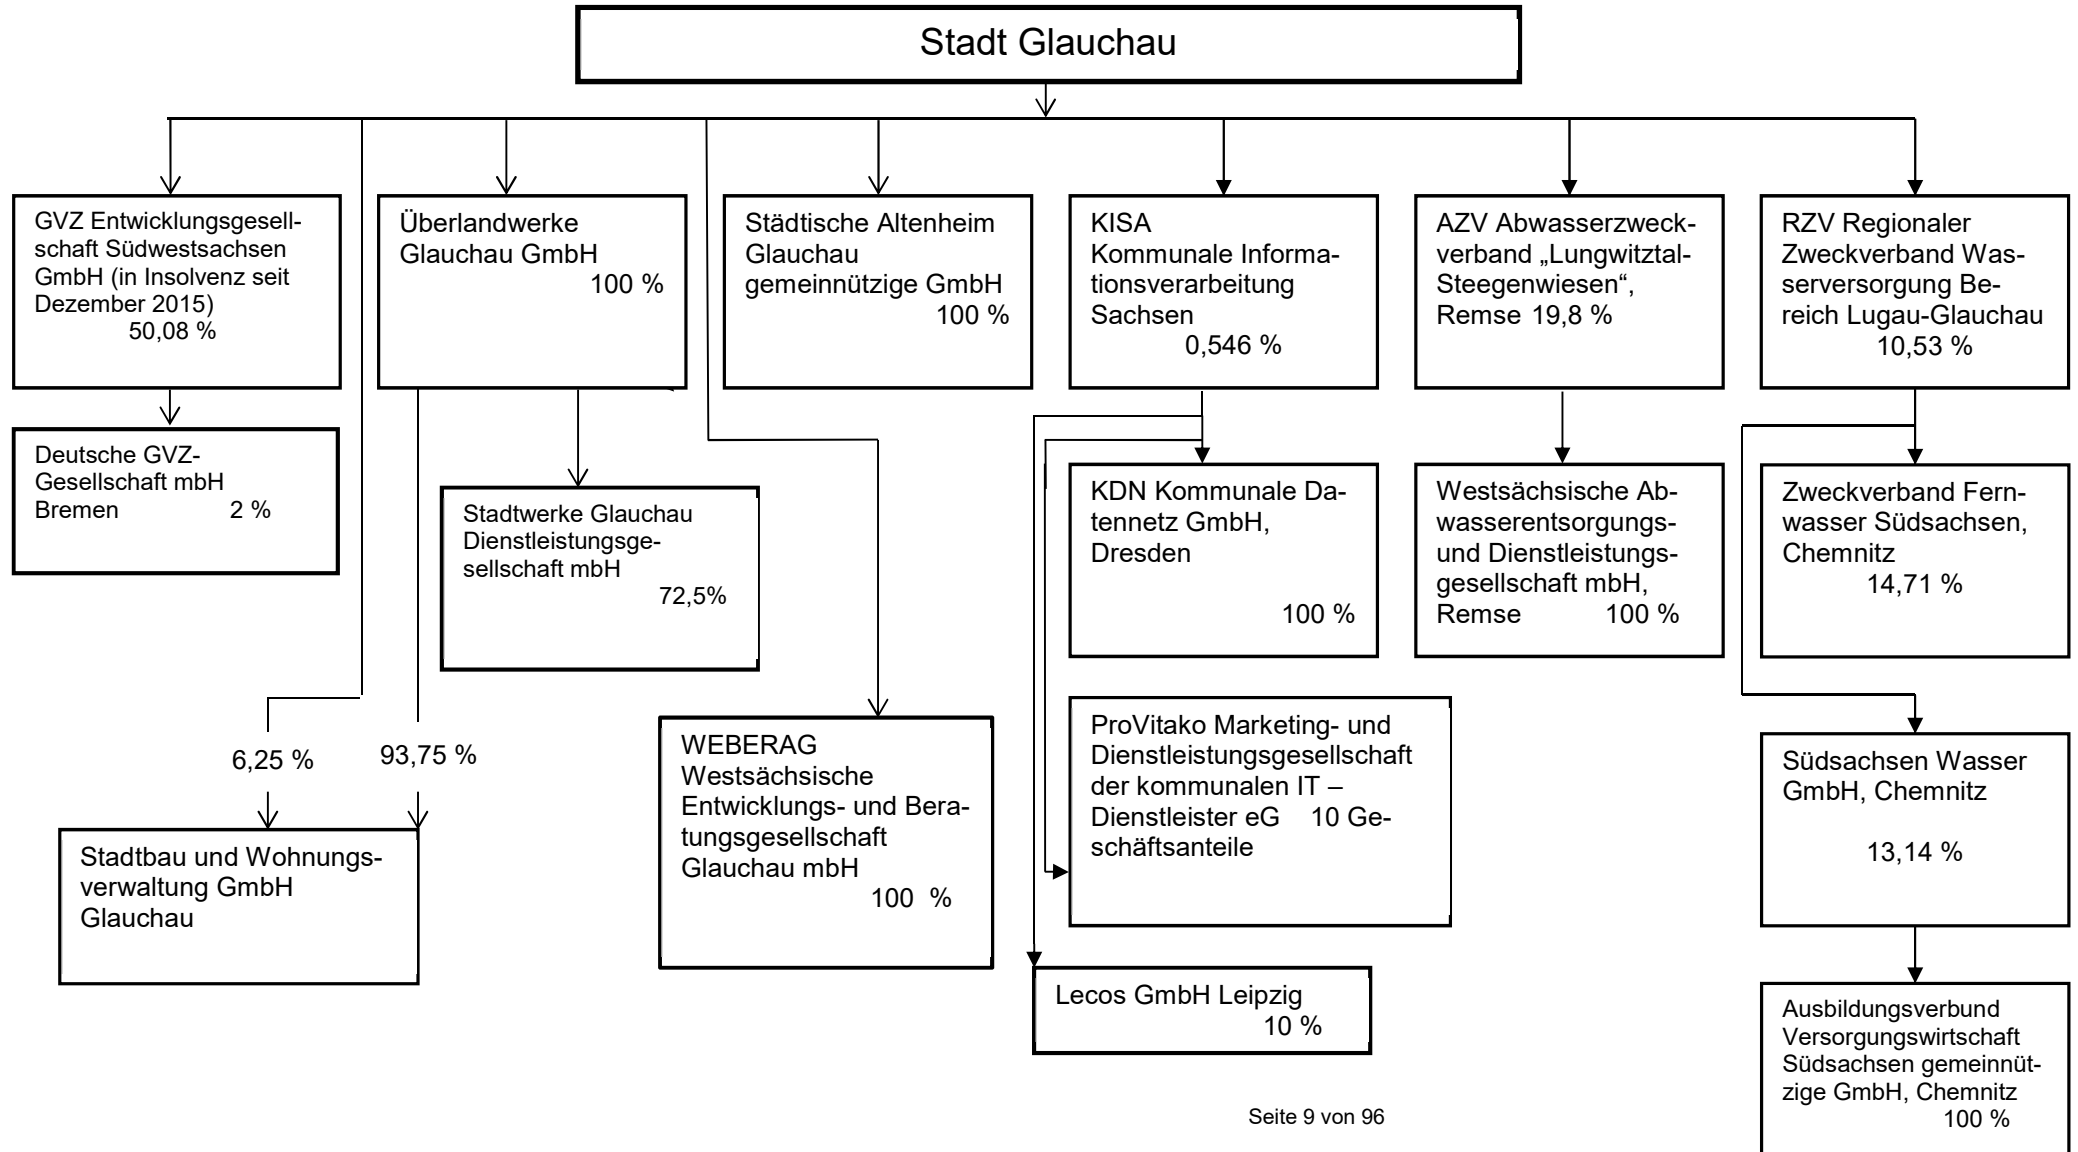 Stadt Glauchau
GVZ Entwicklungsgesell-
schaft Südwestsachsen
GmbH (in Insolvenz seit
Dezember 2015)
50,08 %
Überlandwerke
Glauchau GmbH
100 %
Städtische Altenheim
Glauchau
gemeinnützige GmbH
100 %
KISA
Kommunale Informa-
tionsverarbeitung
Sachsen
0,546 %
AZV Abwasserzweck-
verband „Lungwitztal-
Steegenwiesen“,
Remse 19,8 %
RZV Regionaler
Zweckverband Was-
serversorgung Be-
reich Lugau-Glauchau
10,53 %
Deutsche GVZ-
Gesellschaft mbH
Bremen 2 %
Stadtwerke Glauchau
Dienstleistungsge-
sellschaft mbH
72,5%
KDN Kommunale Da-
tennetz GmbH,
Dresden
100 %
Westsächsische Ab-
wasserentsorgungs-
und Dienstleistungs-
gesellschaft mbH,
Remse 100 %
Zweckverband Fern-
wasser Südsachsen,
Chemnitz
14,71 %
6,25 %
93,75 %
WEBERAG
Westsächsische
Entwicklungs- und Bera-
tungsgesellschaft
Glauchau mbH
100 %
ProVitako Marketing- und
Dienstleistungsgesellschaft
der kommunalen IT –
Dienstleister eG 10 Ge-
schäftsanteile
Südsachsen Wasser
GmbH, Chemnitz
13,14 %
Stadtbau und Wohnungs-
verwaltung GmbH
Glauchau
Lecos GmbH Leipzig
10 %
Ausbildungsverbund
Versorgungswirtschaft
Südsachsen gemeinnüt-
zige GmbH, Chemnitz
100 %
Seite 9 von 96